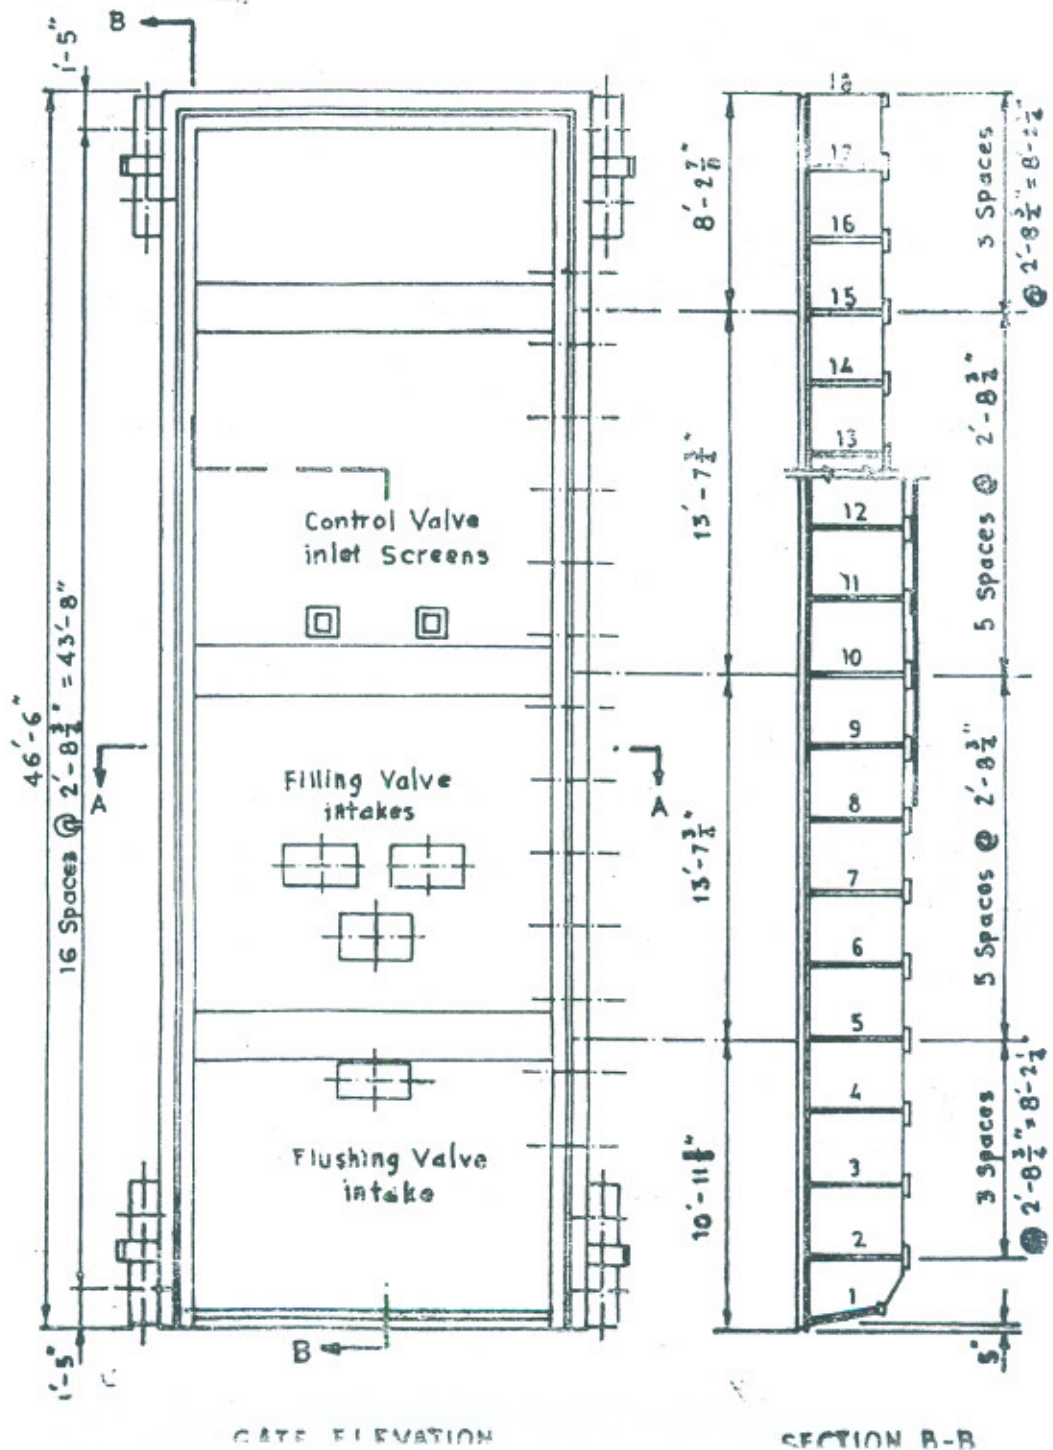 B
1'-5"
46'-6"
16 Spaces @ 2'-8¾" = 43'-8"
Control Valve
inlet Screens
A
A
Filling Valve
intakes
Flushing Valve
intake
B
1'-5"
GATE ELEVATION
8'-2⅞"
13'-7¾"
13'-7¾"
10'-11⅝"
18
17
16
15
14
13
12
11
10
9
8
7
6
5
4
3
2
1
3 Spaces
@ 2'-8¾" = 8'-2¼"
5 Spaces @ 2'-8¾"
5 Spaces @ 2'-8¾"
3 Spaces
@ 2'-8¾" = 8'-2¼'
5"
SECTION B-B